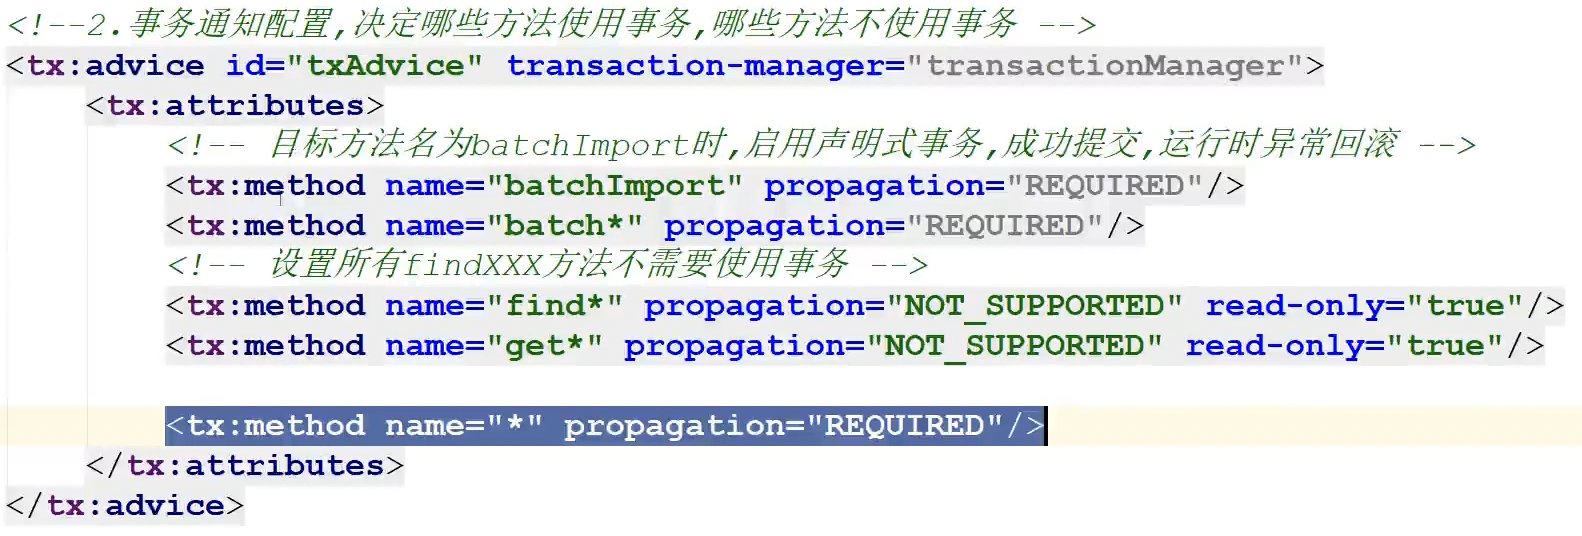 <!--2.事务通知配置,决定哪些方法使用事务,哪些方法不使用事务 -->
<tx:advice id="txAdvice" transaction-manager="transactionManager">
<tx:attributes>
<!-- 目标方法名为batchImport时,启用声明式事务,成功提交,运行时异常回滚 -->
<tx:method name="batchImport" propagation="REQUIRED"/>
<tx:method name="batch*" propagation="REQUIRED"/>
<!-- 设置所有findXXX方法不需要使用事务 -->
<tx:method name="find*" propagation="NOT_SUPPORTED" read-only="true"/>
<tx:method name="get*" propagation="NOT_SUPPORTED" read-only="true"/>
<tx:method name="*" propagation="REQUIRED"/>
</tx:attributes>
</tx:advice>